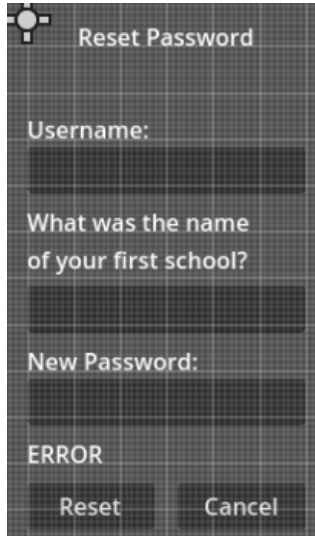 Reset Password
Username:
What was the name
of your first school?
New Password:
ERROR
Reset
Cancel